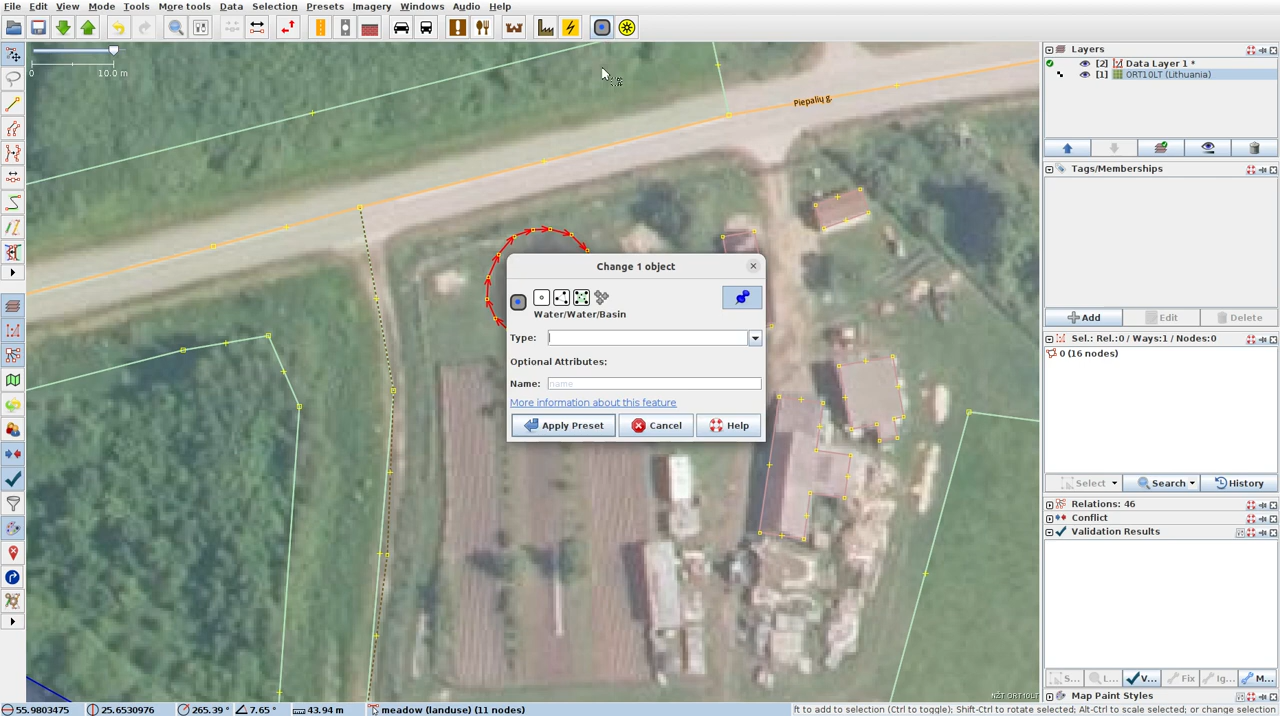 File Edit View Mode Tools More tools Data Selection Presets Imagery Windows Audio Help
0 10.0 m
Piepalių g.
NŽT ORT10LT
Change 1 object
Water/Water/Basin
Type:
Optional Attributes:
Name: name
More information about this feature
Apply Preset Cancel Help
Layers
[2] Data Layer 1 *
[1] ORT10LT (Lithuania)
Tags/Memberships
Add Edit Delete
Sel.: Rel.:0 / Ways:1 / Nodes:0
0 (16 nodes)
Select Search History
Relations: 46
Conflict
Validation Results
S... L... V... Fix Ig... M...
Map Paint Styles
55.9803475 25.6530976 265.39 ° 7.65 ° 43.94 m meadow (landuse) (11 nodes) ft to add to selection (Ctrl to toggle); Shift-Ctrl to rotate selected; Alt-Ctrl to scale selected; or change selection